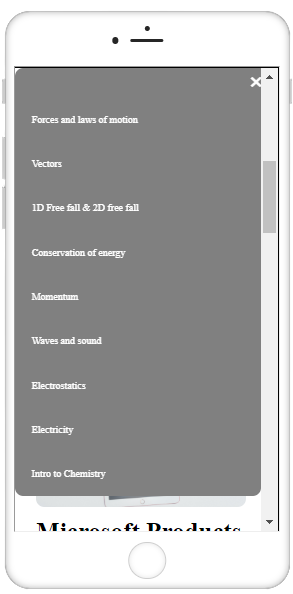 Forces and laws of motion
Vectors
1D Free fall & 2D free fall
Conservation of energy
Momentum
Waves and sound
Electrostatics
Electricity
Intro to Chemistry
Microsoft Products